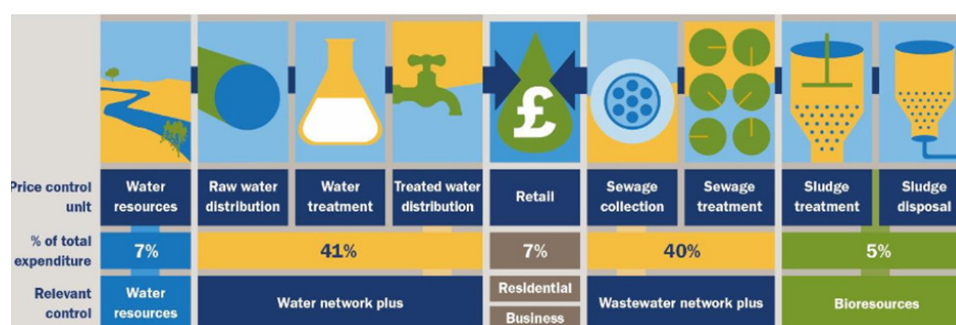 £
Price control
unit
Water
resources
Raw water
distribution
Water
treatment
Treated water
distribution
Retail
Sewage
collection
Sewage
treatment
Sludge
treatment
Sludge
disposal
% of total
expenditure
7%
41%
7%
40%
5%
Relevant
control
Water
resources
Water network plus
Residential
Business
Wastewater network plus
Bioresources